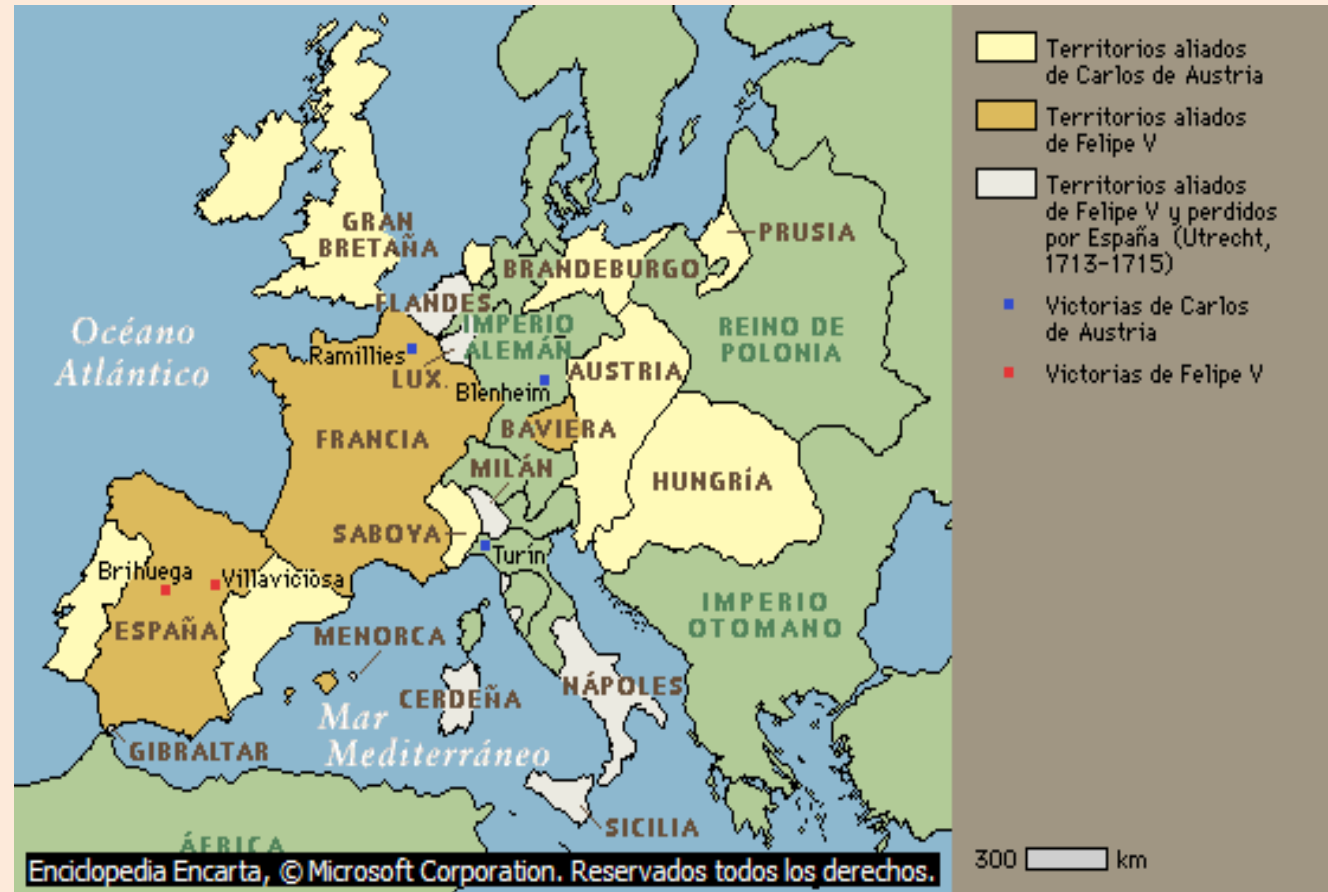 GRAN
BRETAÑA
PRUSIA
BRANDEBURGO
FLANDES
IMPERIO
ALEMÁN
REINO DE
POLONIA
Océano
Atlántico
Ramillies
LUX.
AUSTRIA
Blenheim
FRANCIA
BAVIERA
MILÁN
HUNGRÍA
SABOYA
Turín
Brihuega
Villaviciosa
IMPERIO
OTOMANO
ESPAÑA
MENORCA
CERDEÑA
NÁPOLES
Mar
Mediterráneo
GIBRALTAR
SICILIA
ÁFRICA
Enciclopedia Encarta, © Microsoft Corporation. Reservados todos los derechos.
Territorios aliados
de Carlos de Austria
Territorios aliados
de Felipe V
Territorios aliados
de Felipe V y perdidos
por España (Utrecht,
1713-1715)
Victorias de Carlos
de Austria
Victorias de Felipe V
300 km